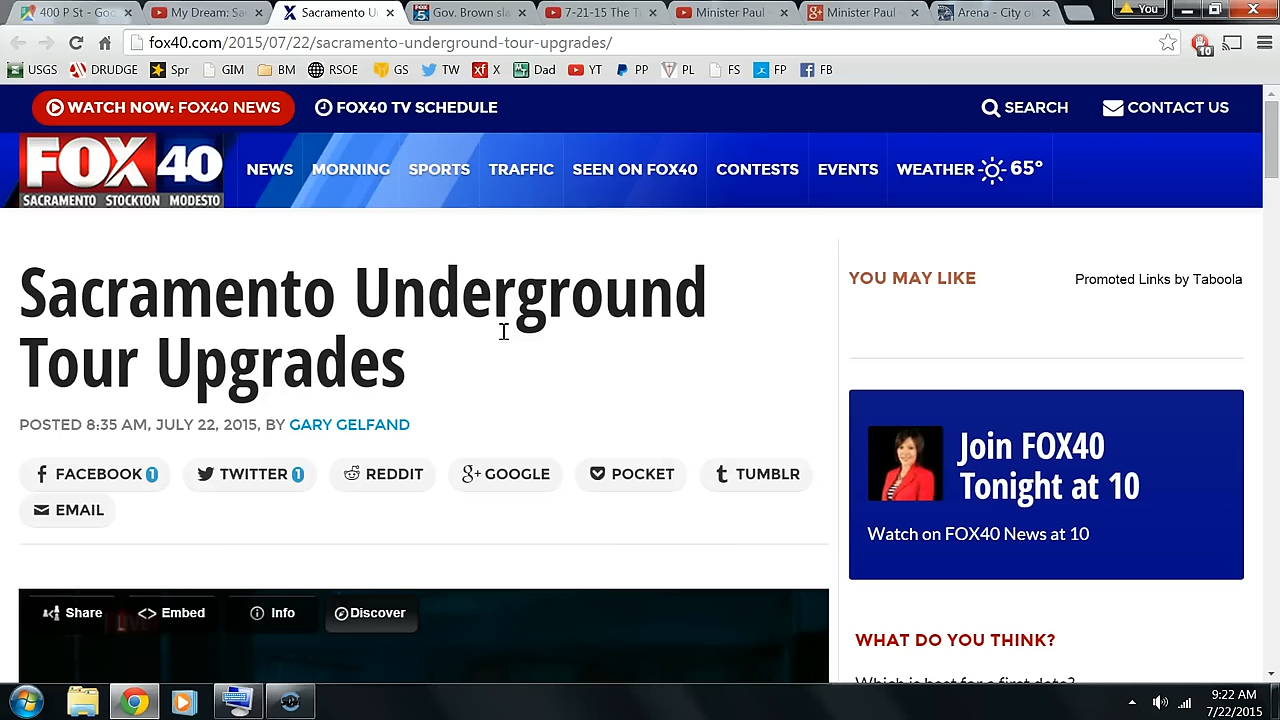 400 P St - Goo
My Dream: Sac
Sacramento U
Gov. Brown sla
7-21-15 The T
Minister Paul
Minister Paul
Arena - City o
You
fox40.com/2015/07/22/sacramento-underground-tour-upgrades/
10
USGS
DRUDGE
Spr
GIM
BM
RSOE
GS
TW
X
Dad
YT
PP
PL
FS
FP
FB
WATCH NOW: FOX40 NEWS
FOX40 TV SCHEDULE
SEARCH
CONTACT US
FOX 40
SACRAMENTO STOCKTON MODESTO
NEWS
MORNING
SPORTS
TRAFFIC
SEEN ON FOX40
CONTESTS
EVENTS
WEATHER 65°
Sacramento Underground
Tour Upgrades
POSTED 8:35 AM, JULY 22, 2015, BY GARY GELFAND
FACEBOOK 1
TWITTER 1
REDDIT
GOOGLE
POCKET
TUMBLR
EMAIL
Share
Embed
Info
Discover
YOU MAY LIKE
Promoted Links by Taboola
Join FOX40
Tonight at 10
Watch on FOX40 News at 10
WHAT DO YOU THINK?
Which is best for a first date?
9:22 AM
7/22/2015